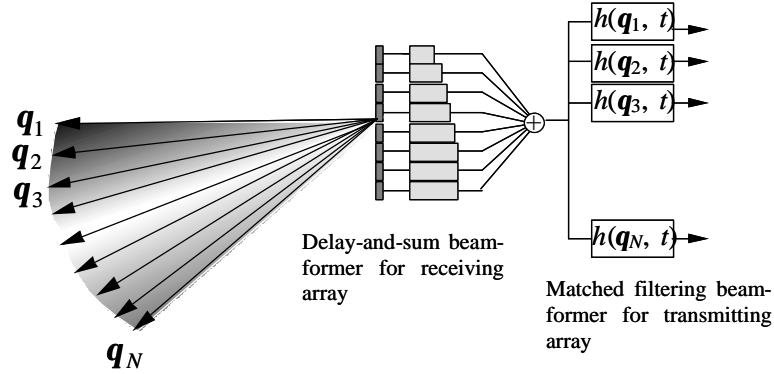 h(q1, t)
h(q2, t)
h(q3, t)
q1
q2
q3
h(qN, t)
Delay-and-sum beam-
former for receiving
array
Matched filtering beam-
former for transmitting
array
qN